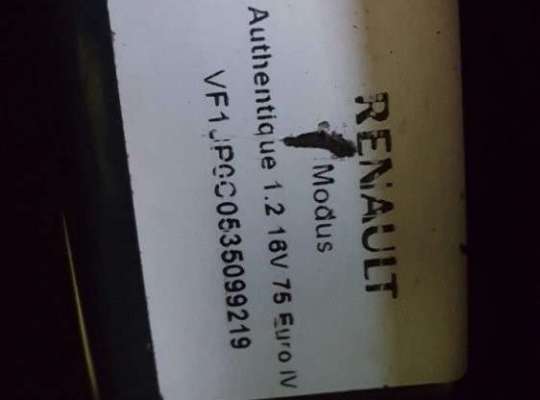 RENAULT
Modus
Authentique 1.2 16V 75 Euro IV
VF1JP0C0535099219